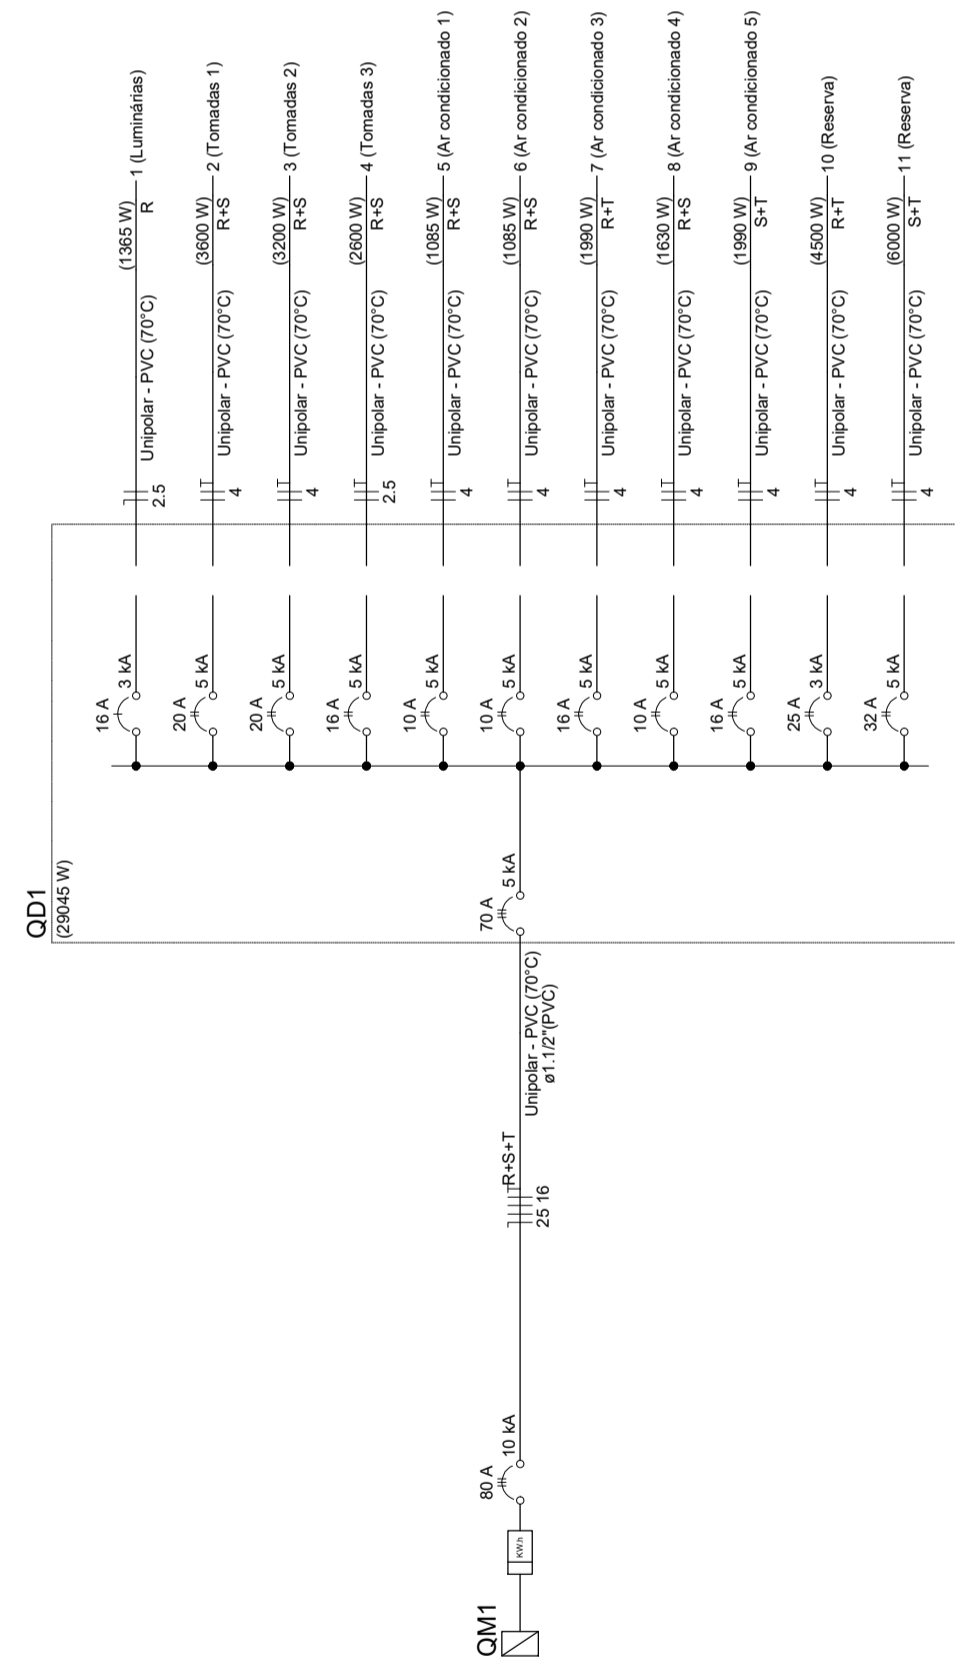 QD1
(29045 W)
16 A
3 kA
2.5
Unipolar - PVC (70°C)
(1365 W)
R
1 (Luminárias)
20 A
5 kA
T
4
Unipolar - PVC (70°C)
(3600 W)
R+S
2 (Tomadas 1)
20 A
5 kA
T
4
Unipolar - PVC (70°C)
(3200 W)
R+S
3 (Tomadas 2)
16 A
5 kA
T
2.5
Unipolar - PVC (70°C)
(2600 W)
R+S
4 (Tomadas 3)
10 A
5 kA
T
4
Unipolar - PVC (70°C)
(1085 W)
R+S
5 (Ar condicionado 1)
QM1
KW.h
80 A
10 kA
R+S+T
25 16
Unipolar - PVC (70°C)
ø1.1/2"(PVC)
70 A
5 kA
10 A
5 kA
T
4
Unipolar - PVC (70°C)
(1085 W)
R+S
6 (Ar condicionado 2)
16 A
5 kA
T
4
Unipolar - PVC (70°C)
(1990 W)
R+T
7 (Ar condicionado 3)
10 A
5 kA
T
4
Unipolar - PVC (70°C)
(1630 W)
R+S
8 (Ar condicionado 4)
16 A
5 kA
T
4
Unipolar - PVC (70°C)
(1990 W)
S+T
9 (Ar condicionado 5)
25 A
3 kA
T
4
Unipolar - PVC (70°C)
(4500 W)
R+T
10 (Reserva)
32 A
5 kA
T
4
Unipolar - PVC (70°C)
(6000 W)
S+T
11 (Reserva)